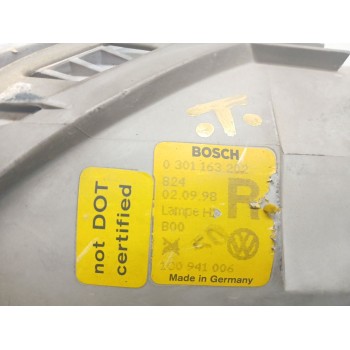 .T.
BOSCH
0 301 163 202
824
R
02.09.98
Lampe H
B00
X
1C0 941 006
Made in Germany
not DOT
certified